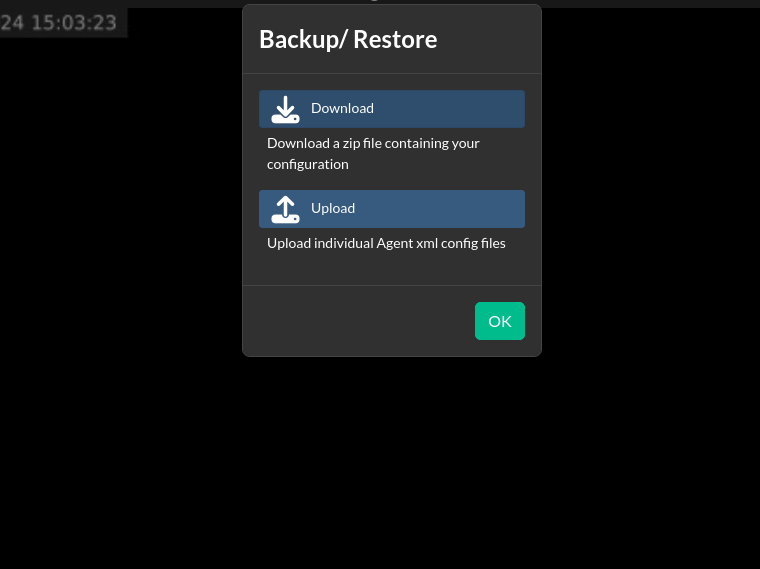 24 15:03:23
Backup/ Restore
Download
Download a zip file containing your
configuration
Upload
Upload individual Agent xml config files
OK